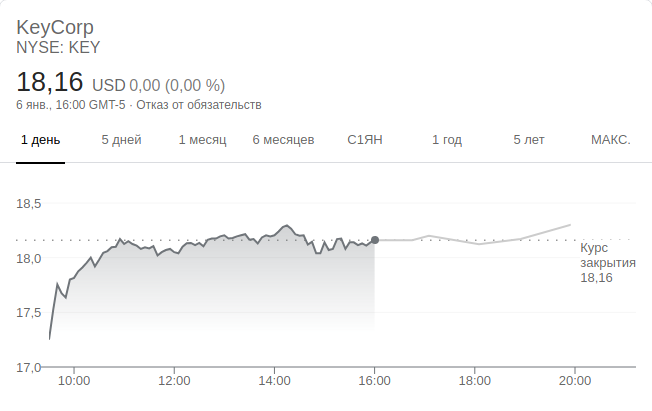 KeyCorp
NYSE: KEY
18,16 USD 0,00 (0,00 %)
6 янв., 16:00 GMT-5 · Отказ от обязательств
1 день 5 дней 1 месяц 6 месяцев С1ЯН 1 год 5 лет МАКС.
18,5
18,0
17,5
17,0
Курс
закрытия
18,16
10:00 12:00 14:00 16:00 18:00 20:00